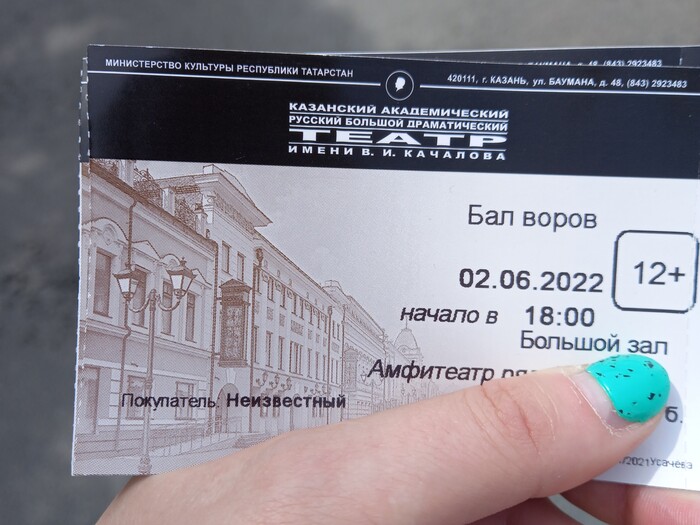 МИНИСТЕРСТВО КУЛЬТУРЫ РЕСПУБЛИКИ ТАТАРСТАН
420111, г. КАЗАНЬ, ул. БАУМАНА, д. 48, (843) 2923483
КАЗАНСКИЙ АКАДЕМИЧЕСКИЙ
РУССКИЙ БОЛЬШОЙ ДРАМАТИЧЕСКИЙ
ТЕАТР
ИМЕНИ В. И. КАЧАЛОВА
Бал воров
12+
02.06.2022
начало в 18:00
Большой зал
Амфитеатр
Покупатель: Неизвестный
б.
/2021Усачева